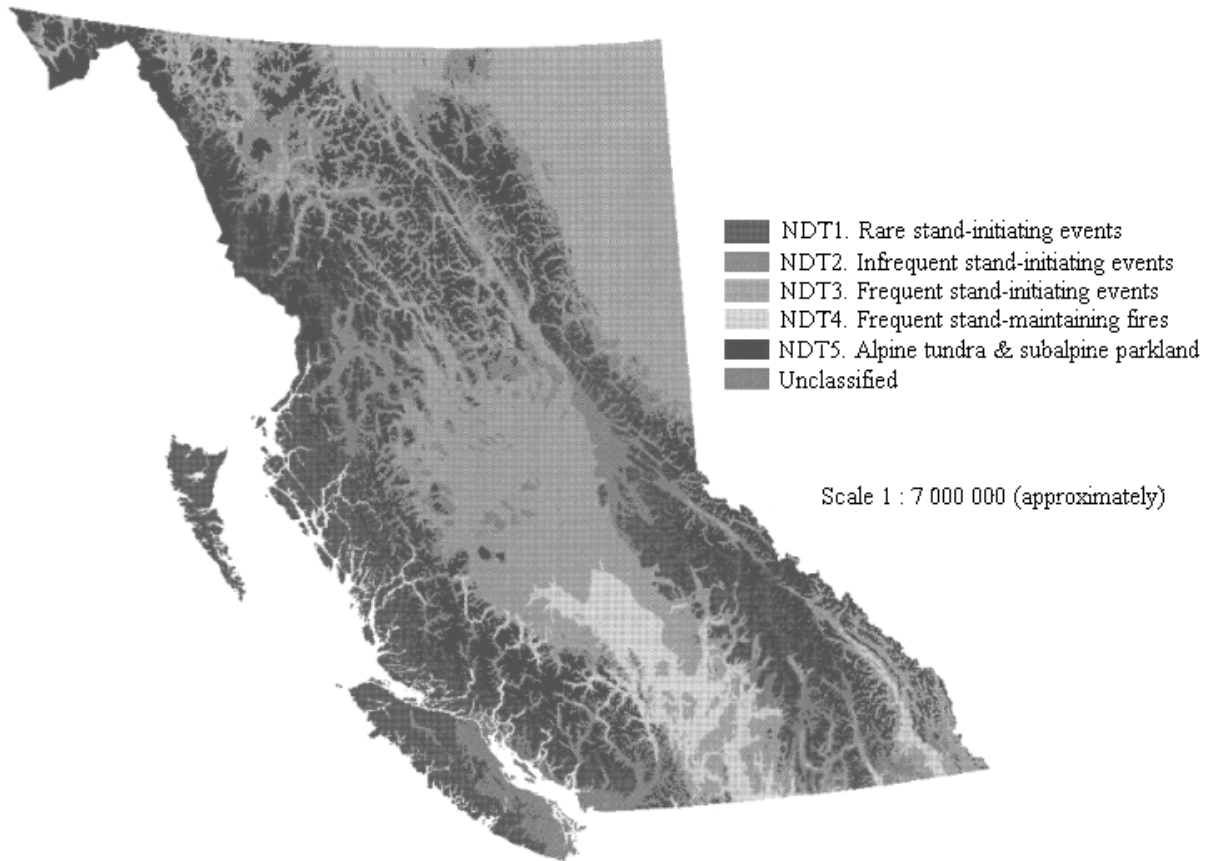 NDT1. Rare stand-initiating events
NDT2. Infrequent stand-initiating events
NDT3. Frequent stand-initiating events
NDT4. Frequent stand-maintaining fires
NDT5. Alpine tundra & subalpine parkland
Unclassified
Scale 1 : 7 000 000 (approximately)